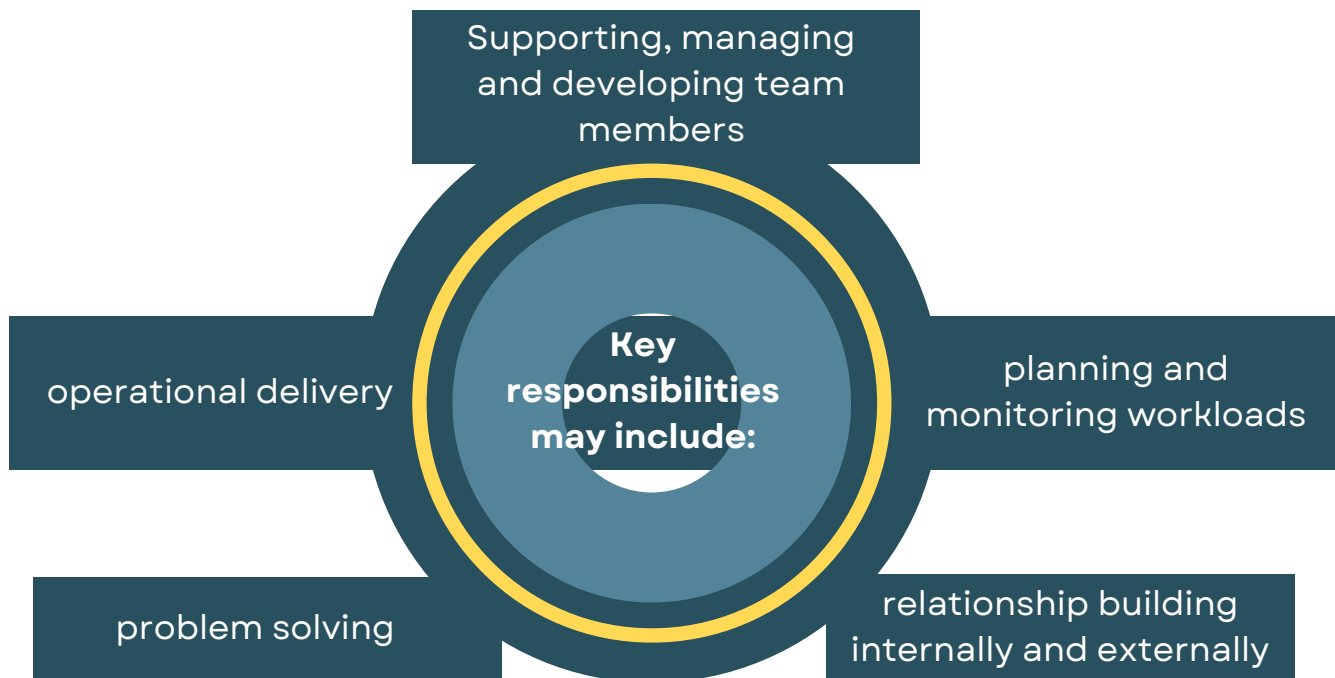 Supporting, managing
and developing team
members
Key
responsibilities
may include:
operational delivery
planning and
monitoring workloads
problem solving
relationship building
internally and externally